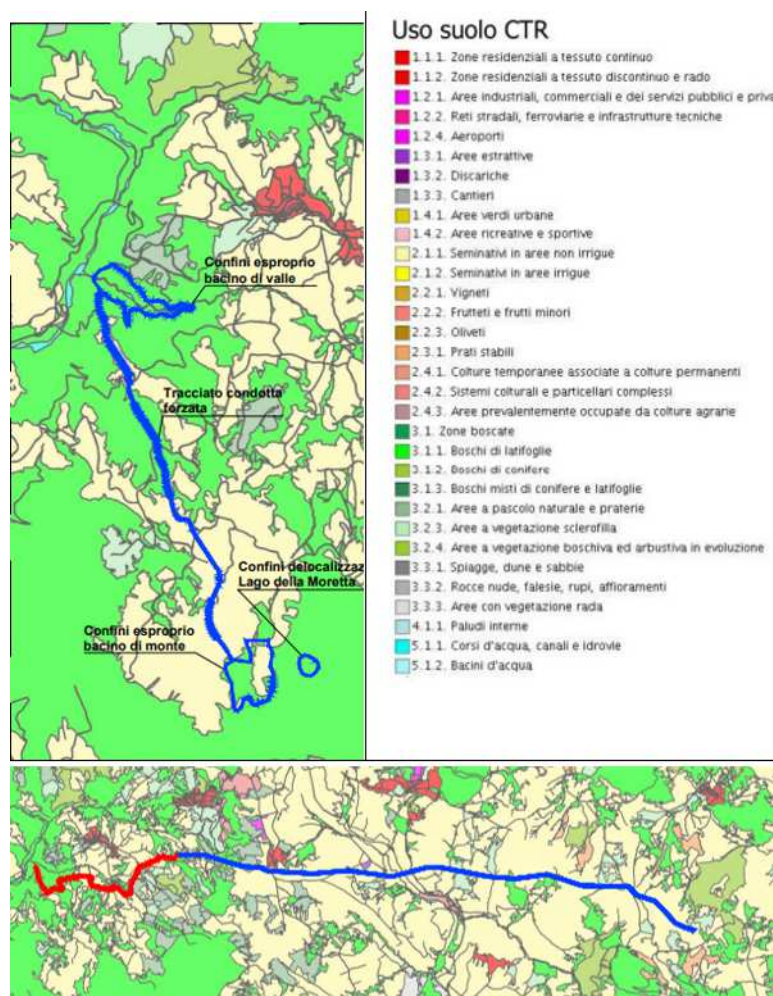 Uso suolo CTR
1.1.1. Zone residenziali a tessuto continuo
1.1.2. Zone residenziali a tessuto discontinuo e rado
1.2.1. Aree industriali, commerciali e dei servizi pubblici e priva
1.2.2. Reti stradali, ferroviarie e infrastrutture tecniche
1.2.4. Aeroporti
1.3.1. Aree estrattive
1.3.2. Discariche
1.3.3. Cantieri
1.4.1. Aree verdi urbane
1.4.2. Aree ricreative e sportive
2.1.1. Seminativi in aree non irrigue
2.1.2. Seminativi in aree irrigue
2.2.1. Vigneti
2.2.2. Frutteti e frutti minori
2.2.3. Oliveti
2.3.1. Prati stabili
2.4.1. Colture temporanee associate a colture permanenti
2.4.2. Sistemi colturali e particellari complessi
2.4.3. Aree prevalentemente occupate da colture agrarie
3.1. Zone boscate
3.1.1. Boschi di latifoglie
3.1.2. Boschi di conifere
3.1.3. Boschi misti di conifere e latifoglie
3.2.1. Aree a pascolo naturale e praterie
3.2.3. Aree a vegetazione sclerofilla
3.2.4. Aree a vegetazione boschiva ed arbustiva in evoluzione
3.3.1. Spiagge, dune e sabbie
3.3.2. Rocce nude, falesie, rupi, affioramenti
3.3.3. Aree con vegetazione rada
4.1.1. Paludi interne
5.1.1. Corsi d'acqua, canali e idrovie
5.1.2. Bacini d'acqua
Confini esproprio
bacino di valle
Tracciato condotta
forzata
Confini delocalizzaz
Lago della Moretta
Confini esproprio
bacino di monte